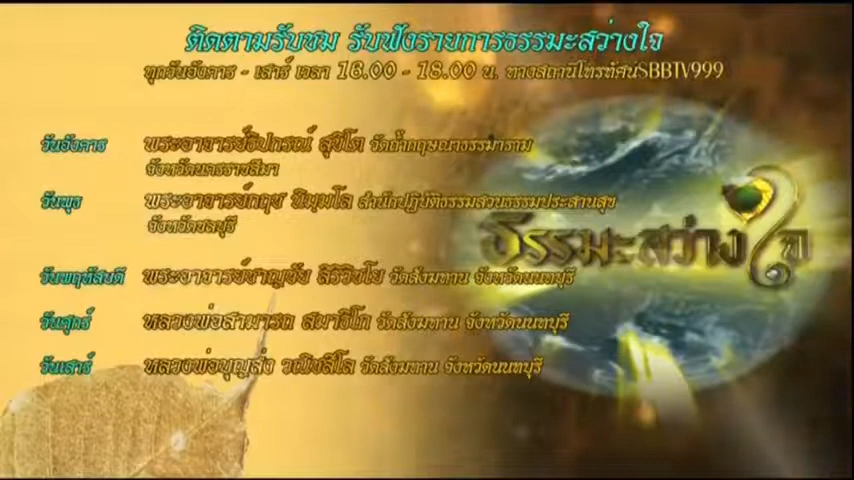 ติดตามรับชม รับฟังรายการธรรมะสว่างใจ
ทุกวันอังคาร - เสาร์ เวลา 16.00 - 18.00 น. ทางสถานีโทรทัศน์SBBTV999
วันอังคาร พระอาจารย์ธิปกรณ์ สุขิโต วัดถ้ำกฤษณาธรรมาราม
จังหวัดนครราชสีมา
วันพุธ พระอาจารย์กฤช นิมฺมโล สำนักปฏิบัติธรรมสวนธรรมประสานสุข
จังหวัดชลบุรี
วันพฤหัสบดี พระอาจารย์ชาญชัย สิริวิชโย วัดสังฆทาน จังหวัดนนทบุรี
วันศุกร์ หลวงพ่อสามารถ สมาจิโก วัดสังฆทาน จังหวัดนนทบุรี
วันเสาร์ หลวงพ่อบุญส่ง วัดสังฆทาน จังหวัดนนทบุรี
ธรรมะสว่างใจ